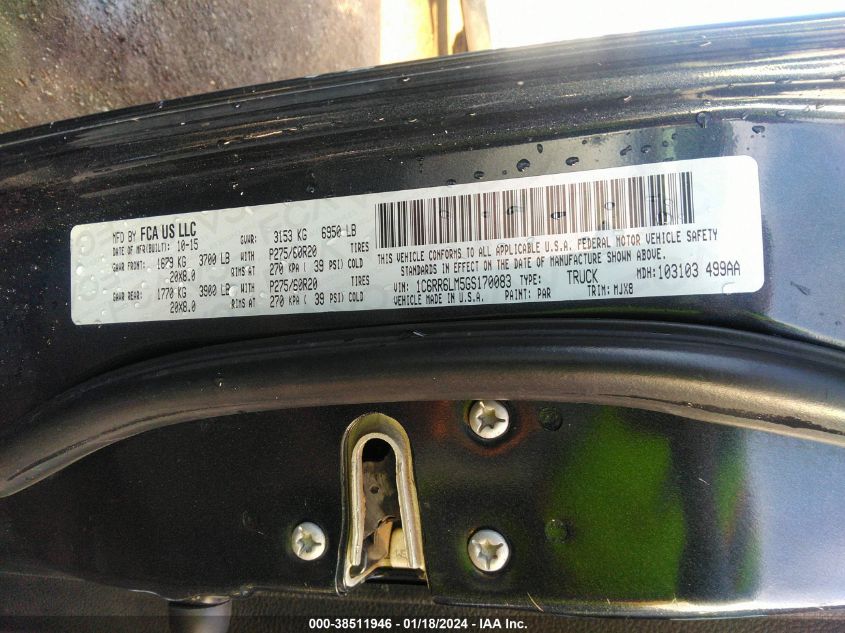 MFD BY FCA US LLC
DATE OF MFR(BUILT): 10-15 GVWR: 3153 KG 6950 LB
GAWR FRONT: 1679 KG 3700 LB WITH P275/60R20 TIRES
20X8.0 RIMS AT 270 KPA ( 39 PSI) COLD
GAWR REAR: 1770 KG 3900 LB WITH P275/60R20 TIRES
20X8.0 RIMS AT 270 KPA ( 39 PSI) COLD
THIS VEHICLE CONFORMS TO ALL APPLICABLE U.S.A. FEDERAL MOTOR VEHICLE SAFETY
STANDARDS IN EFFECT ON THE DATE OF MANUFACTURE SHOWN ABOVE.
VIN: 1C6RR6LM5GS170083 TYPE: TRUCK MDH: 103103 499AA
VEHICLE MADE IN U.S.A. PAINT: PAR TRIM: MJX8
000-38511946 - 01/18/2024 - IAA Inc.